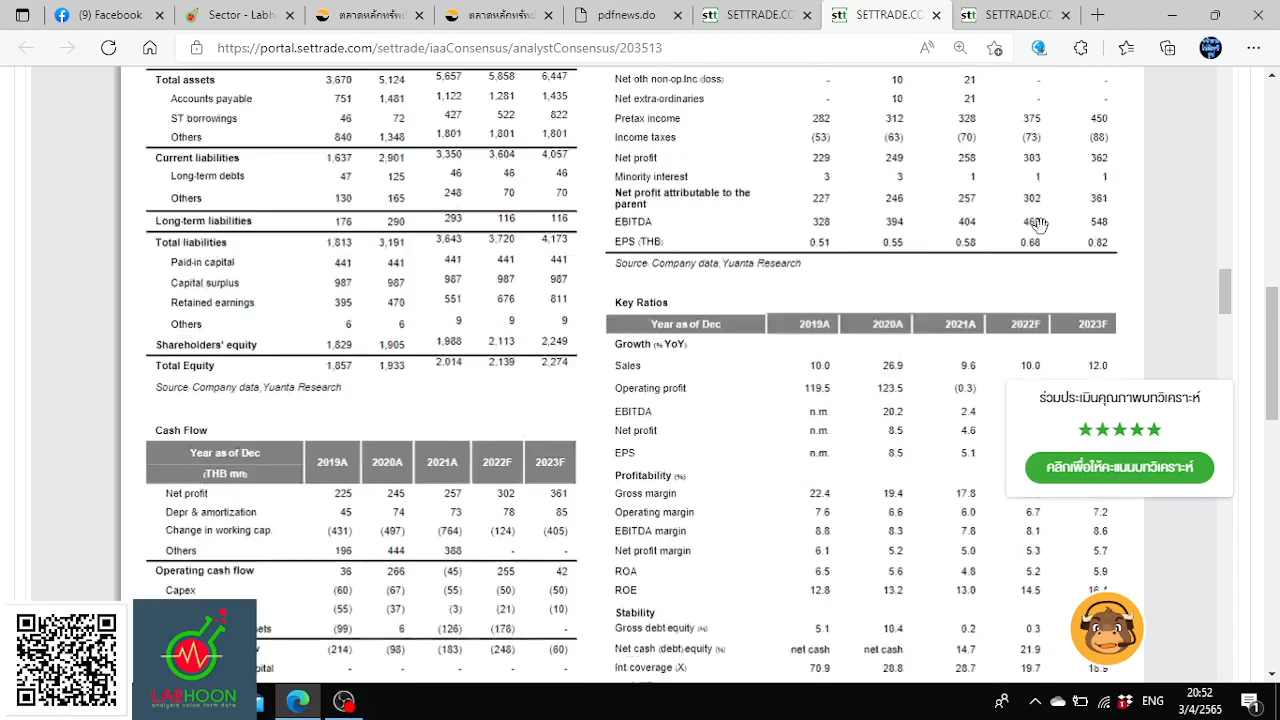 (9) Facebook
Seo - Labh
pdfnews.pdf
SETTRADE.CC
SETTRADE.CC
SETTRADE.CC
https://portal.settrade/settrade/iaaConsensus/analystConsensus/203513
Total assets 3,670 5,124 5,657 5,858 6,447
Accounts payable 751 1,481 1,122 1,281 1,435
ST borrowings 46 72 427 522 822
Others 840 1,348 1,801 1,801 1,801
Current liabilities 1,637 2,901 3,350 3,604 4,057
Long-term debts 47 125 46 46 46
Others 130 165 248 70 70
Long-term liabilities 176 290 293 116 116
Total liabilities 1,813 3,191 3,643 3,720 4,173
Paid-in capital 441 441 441 441 441
Capital surplus 987 987 987 987 987
Retained earnings 395 470 551 676 811
Others 6 6 9 9 9
Shareholders' equity 1,829 1,905 1,988 2,113 2,249
Total Equity 1,857 1,933 2,014 2,139 2,274
Source: Company data, Yuanta Research
Cash Flow
Year as of Dec
(THB mn) 2019A 2020A 2021A 2022F 2023F
Net profit 225 245 257 302 361
Depr & amortization 45 74 73 78 85
Change in working cap. (431) (497) (764) (124) (405)
Others 196 444 388 - -
Operating cash flow 36 266 (45) 255 42
Capex (60) (67) (55) (50) (50)
(55) (37) (3) (21) (10)
sets (99) 6 (126) (178) -
(214) (98) (183) (248) (60)
pital - - - - -
Net oth non-op.Inc (loss) - 10 21 - -
Net extra-ordinaries - 10 21 - -
Pretax income 282 312 328 375 450
Income taxes (53) (63) (70) (73) (88)
Net profit 229 249 258 303 362
Minority interest 3 3 1 1 1
Net profit attributable to the
parent 227 246 257 302 361
EBITDA 328 394 404 548
EPS (THB) 0.51 0.55 0.58 0.68 0.82
Source: Company data, Yuanta Research
Key Ratios
Year as of Dec 2019A 2020A 2021A 2022F 2023F
Growth (% YoY)
Sales 10.0 26.9 9.6 10.0 12.0
Operating profit 119.5 123.5 (0.3)
EBITDA n.m. 20.2 2.4
Net profit n.m. 8.5 4.6
EPS n.m. 8.5 5.1
Profitability (%)
Gross margin 22.4 19.4 17.8
Operating margin 7.6 6.6 6.0 6.7 7.2
EBITDA margin 8.8 8.3 7.8 8.1 8.6
Net profit margin 6.1 5.2 5.0 5.3 5.7
ROA 6.5 5.6 4.8 5.2 5.9
ROE 12.8 13.2 13.0 14.5 16.4
Stability
Gross debt/equity (%) 5.1 10.4 0.2 0.3
Net cash (debt)/equity (%) net cash net cash 14.7 21.9
Int coverage (X) 70.9 28.8 28.7 19.7 18.9
ร่วมประเมินคุณภาพบทวิเคราะห์
คลิกเพื่อให้คะแนนบทวิเคราะห์
LABHOON
analysis value form data
ENG
20:52
3/4/2565